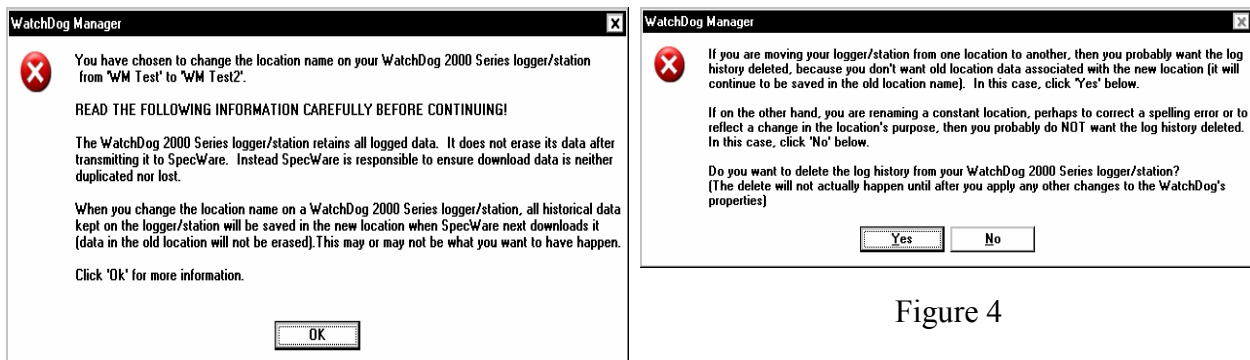 WatchDog Manager
You have chosen to change the location name on your WatchDog 2000 Series logger/station
from 'WM Test' to 'WM Test2'.
READ THE FOLLOWING INFORMATION CAREFULLY BEFORE CONTINUING!
The WatchDog 2000 Series logger/station retains all logged data. It does not erase its data after
transmitting it to SpecWare. Instead SpecWare is responsible to ensure download data is neither
duplicated nor lost.
When you change the location name on a WatchDog 2000 Series logger/station, all historical data
kept on the logger/station will be saved in the new location when SpecWare next downloads it
(data in the old location will not be erased).This may or may not be what you want to have happen.
Click 'Ok' for more information.
OK
WatchDog Manager
If you are moving your logger/station from one location to another, then you probably want the log
history deleted, because you don't want old location data associated with the new location (it will
continue to be saved in the old location name). In this case, click 'Yes' below.
If on the other hand, you are renaming a constant location, perhaps to correct a spelling error or to
reflect a change in the location's purpose, then you probably do NOT want the log history deleted.
In this case, click 'No' below.
Do you want to delete the log history from your WatchDog 2000 Series logger/station?
(The delete will not actually happen until after you apply any other changes to the WatchDog's
properties)
Yes
No
Figure 4